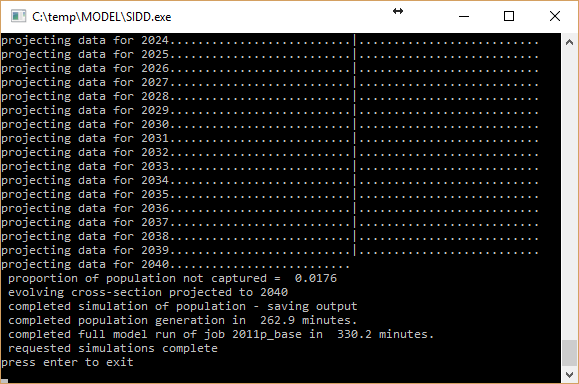 C:\temp\MODEL\SIDD.exe
projecting data for 2024..........................|..........................
projecting data for 2025..........................|..........................
projecting data for 2026..........................|..........................
projecting data for 2027..........................|..........................
projecting data for 2028..........................|..........................
projecting data for 2029..........................|..........................
projecting data for 2030..........................|..........................
projecting data for 2031..........................|..........................
projecting data for 2032..........................|..........................
projecting data for 2033..........................|..........................
projecting data for 2034..........................|..........................
projecting data for 2035..........................|..........................
projecting data for 2036..........................|..........................
projecting data for 2037..........................|..........................
projecting data for 2038..........................|..........................
projecting data for 2039..........................|..........................
projecting data for 2040..........................
proportion of population not captured =  0.0176
evolving cross-section projected to 2040
completed simulation of population - saving output
completed population generation in  262.9 minutes.
completed full model run of job 2011p_base in  330.2 minutes.
requested simulations complete
press enter to exit